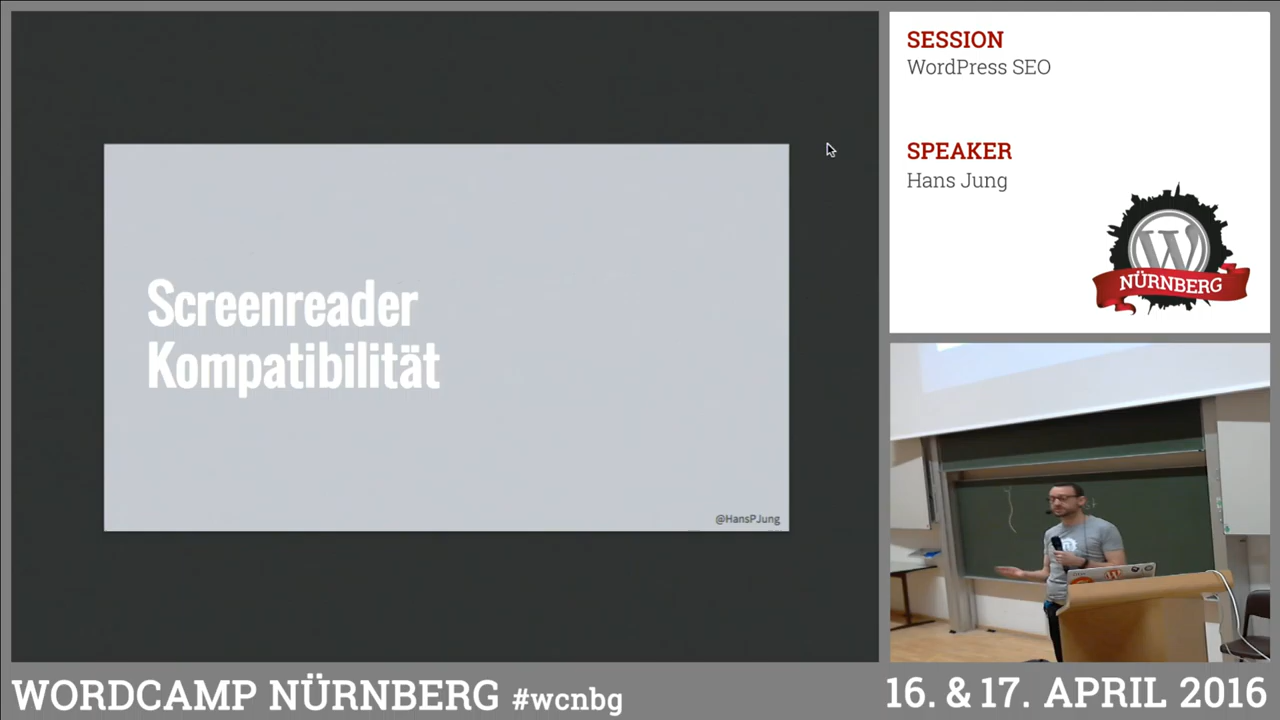 Screenreader
Kompatibilität
@HansPJung
SESSION
WordPress SEO
SPEAKER
Hans Jung
W
NÜRNBERG
WORDCAMP NÜRNBERG #wcnbg
16. & 17. APRIL 2016